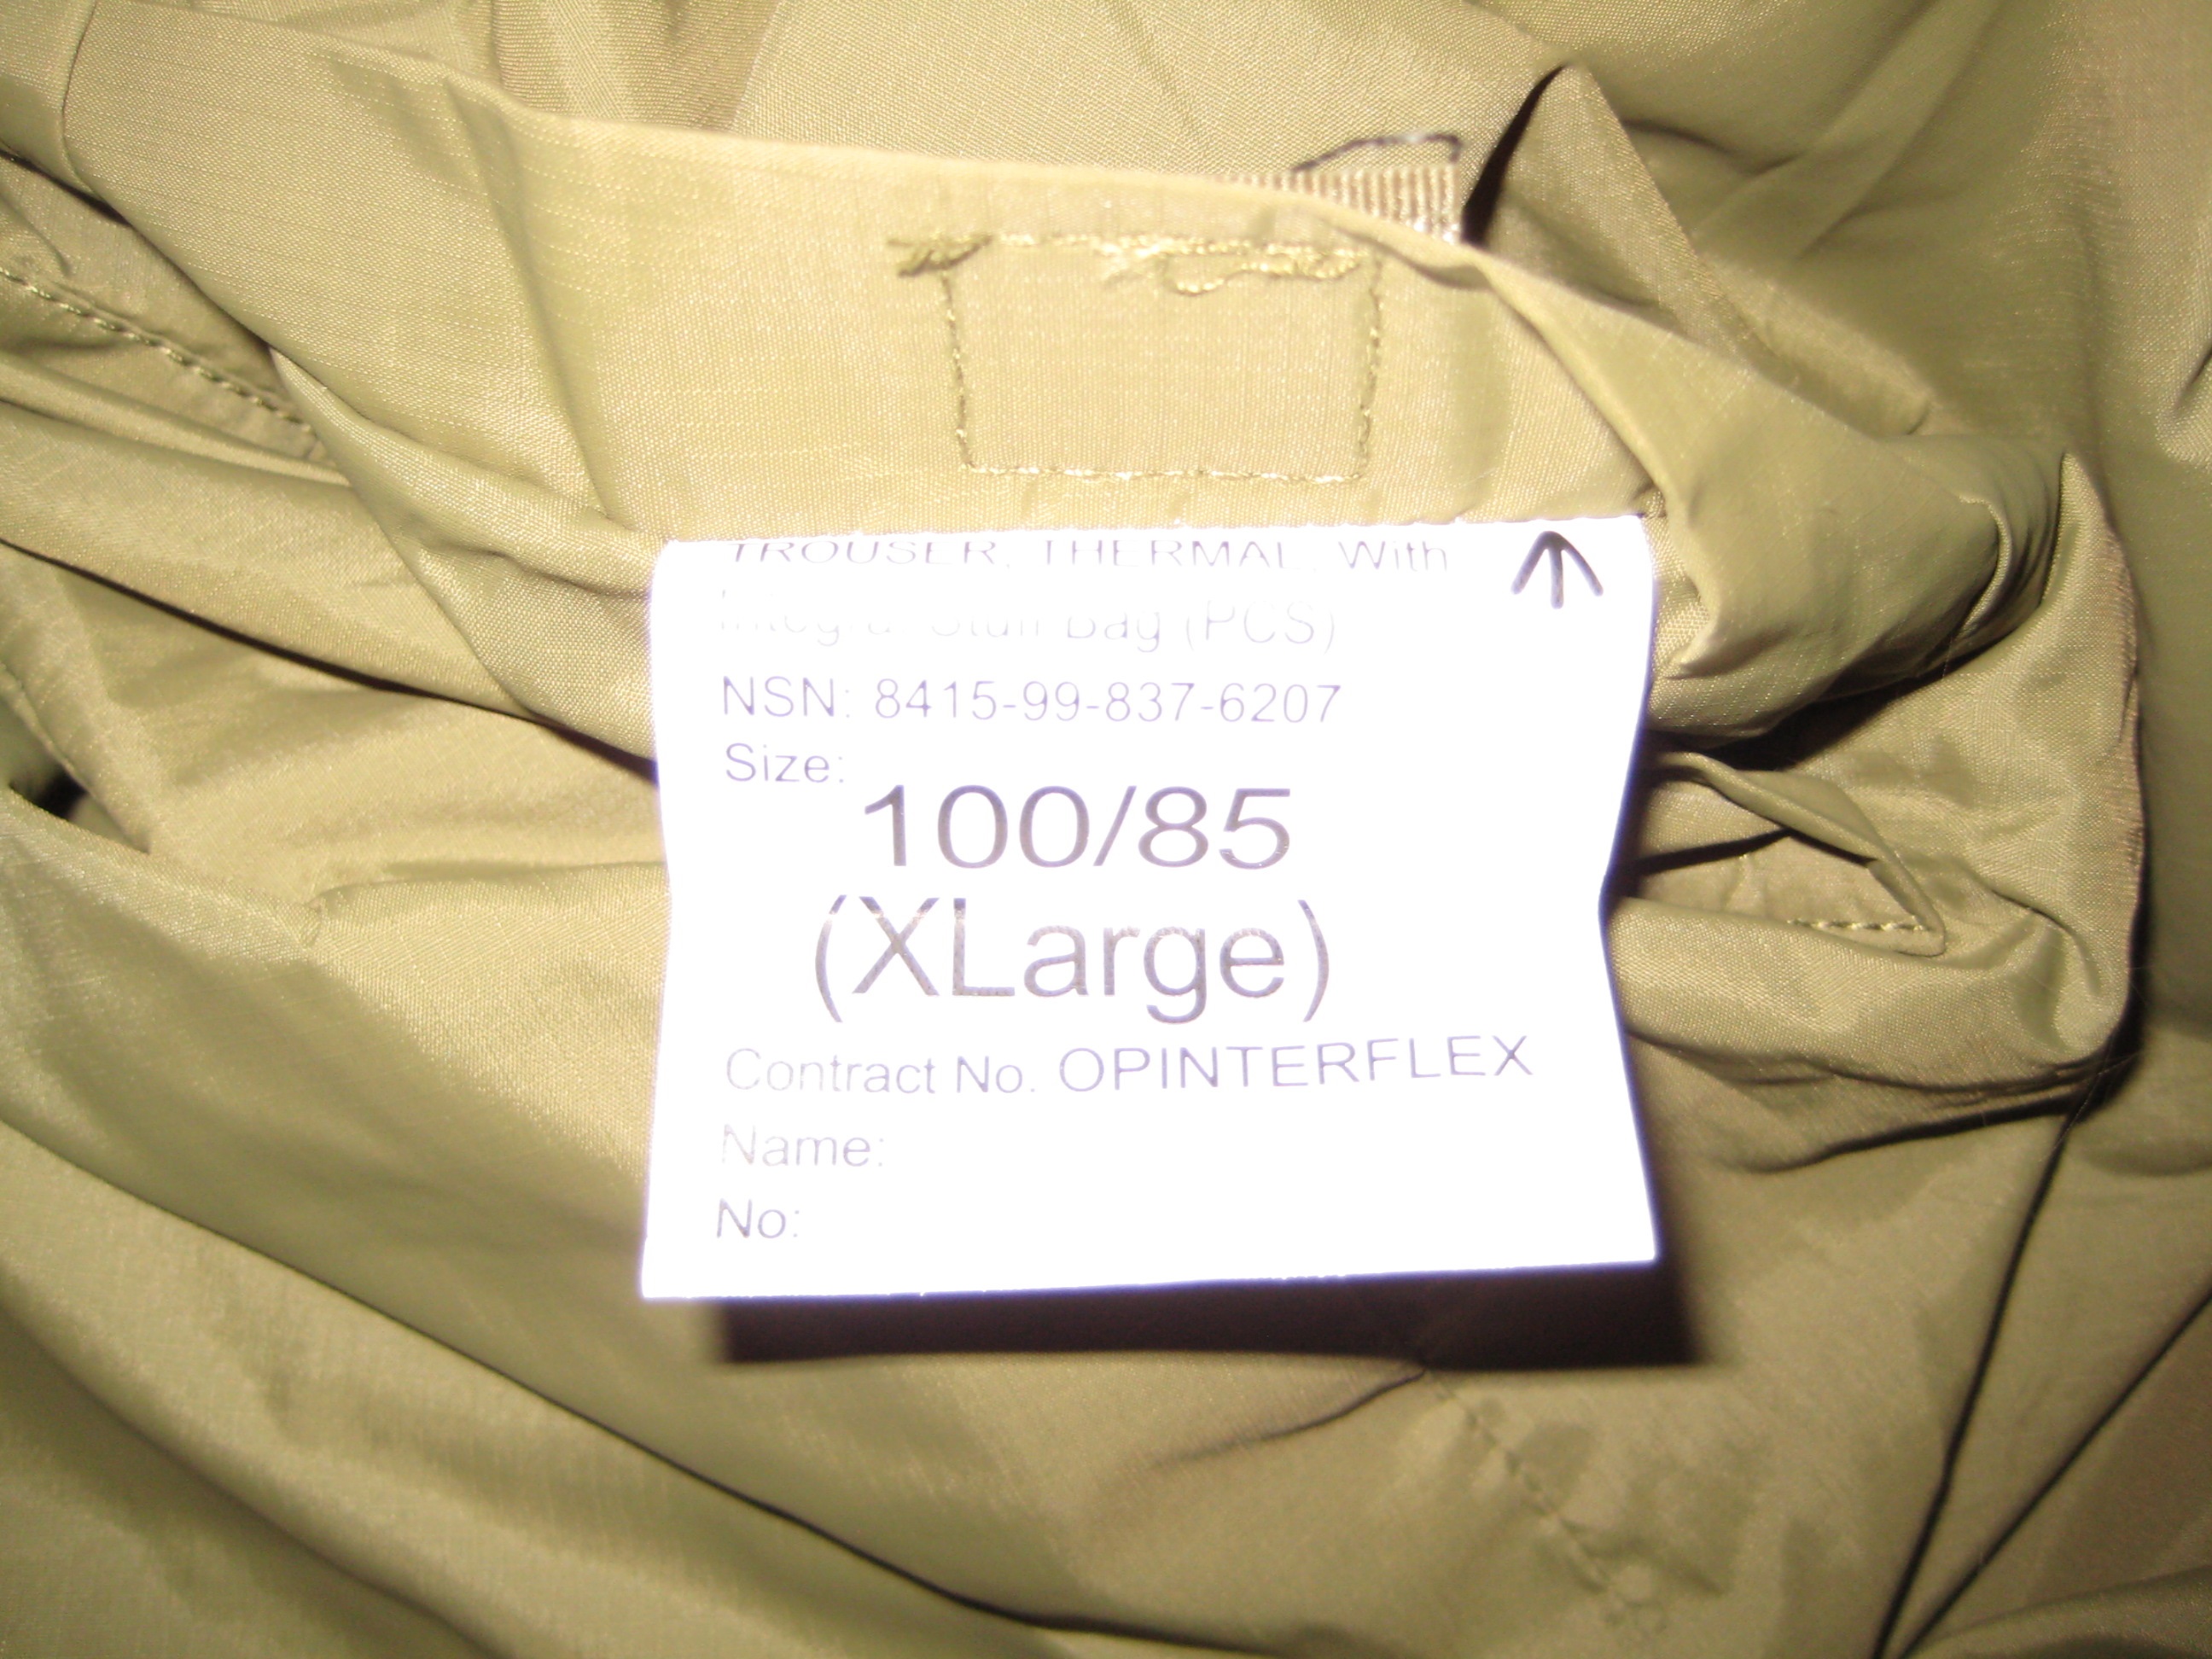 TROUSER, THERMAL, With
Integral Stuff Bag (PCS)
NSN: 8415-99-837-6207
Size:
100/85
(XLarge)
Contract No. OPINTERFLEX
Name:
No: